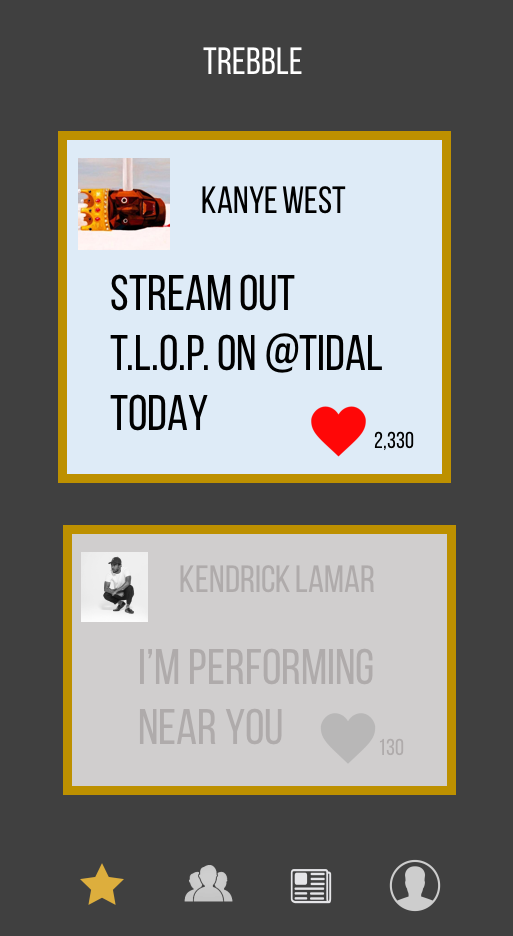 TREBBLE
KANYE WEST
STREAM OUT
T.L.O.P. ON @TIDAL
TODAY
2,330
KENDRICK LAMAR
I'M PERFORMING
NEAR YOU
130